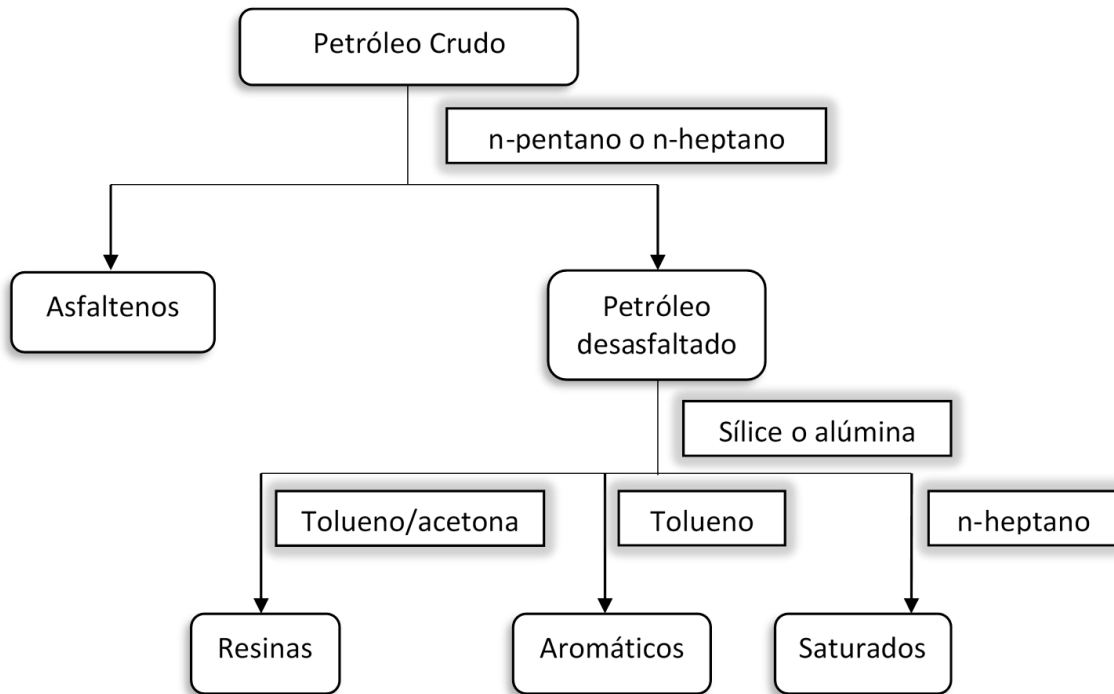 Petróleo Crudo
n-pentano o n-heptano
Asfaltenos
Petróleo
desasfaltado
Sílice o alúmina
Tolueno/acetona
Tolueno
n-heptano
Resinas
Aromáticos
Saturados